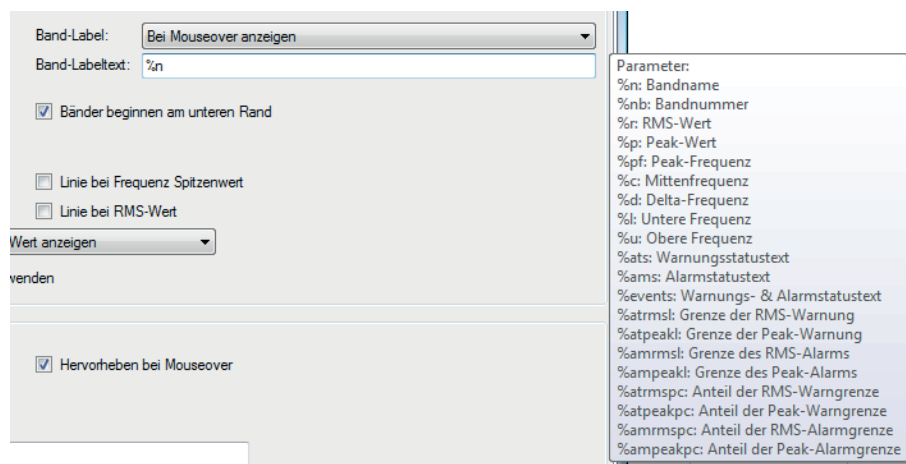 Band-Label: Bei Mouseover anzeigen
Band-Labeltext: %n
Bänder beginnen am unteren Rand
Linie bei Frequenz Spitzenwert
Linie bei RMS-Wert
Wert anzeigen
wenden
Hervorheben bei Mouseover
Parameter:
%n: Bandname
%nb: Bandnummer
%r: RMS-Wert
%p: Peak-Wert
%pf: Peak-Frequenz
%c: Mittenfrequenz
%d: Delta-Frequenz
%l: Untere Frequenz
%u: Obere Frequenz
%ats: Warnungsstatustext
%ams: Alarmstatustext
%events: Warnungs- & Alarmstatustext
%atrmsl: Grenze der RMS-Warnung
%atpeakl: Grenze der Peak-Warnung
%amrmsl: Grenze des RMS-Alarms
%ampeakl: Grenze des Peak-Alarms
%atrmspc: Anteil der RMS-Warngrenze
%atpeakpc: Anteil der Peak-Warngrenze
%amrmspc: Anteil der RMS-Alarmgrenze
%ampeakpc: Anteil der Peak-Alarmgrenze